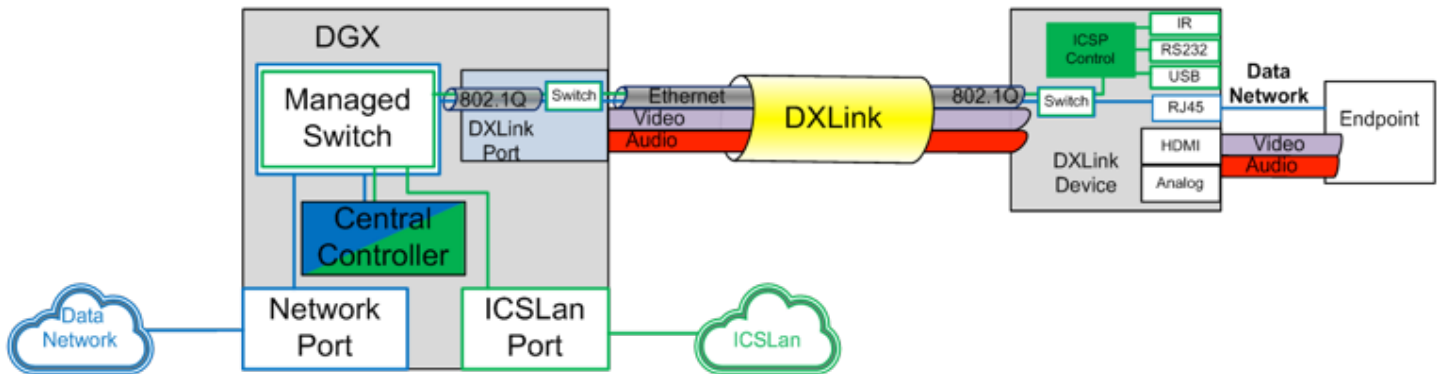 DGX
Managed
Switch
802.1Q
Switch
DXLink
Port
Central
Controller
Network
Port
ICSLan
Port
Data
Network
ICSLan
Ethernet
Video
Audio
DXLink
802.1Q
Switch
ICSP
Control
IR
RS232
USB
RJ45
HDMI
Analog
DXLink
Device
Data
Network
Video
Audio
Endpoint